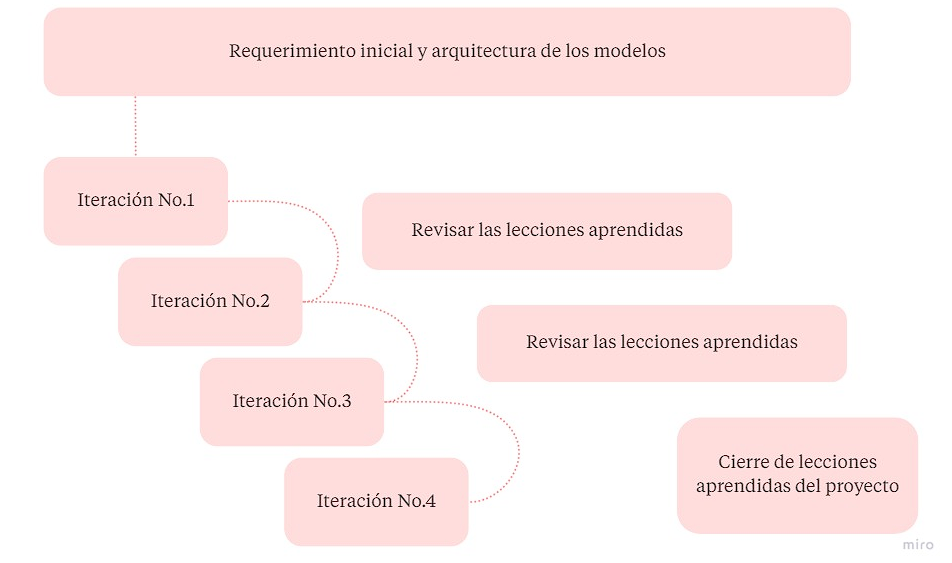 Requerimiento inicial y arquitectura de los modelos
Iteración No.1
Revisar las lecciones aprendidas
Iteración No.2
Revisar las lecciones aprendidas
Iteración No.3
Cierre de lecciones
aprendidas del proyecto
Iteración No.4
miro